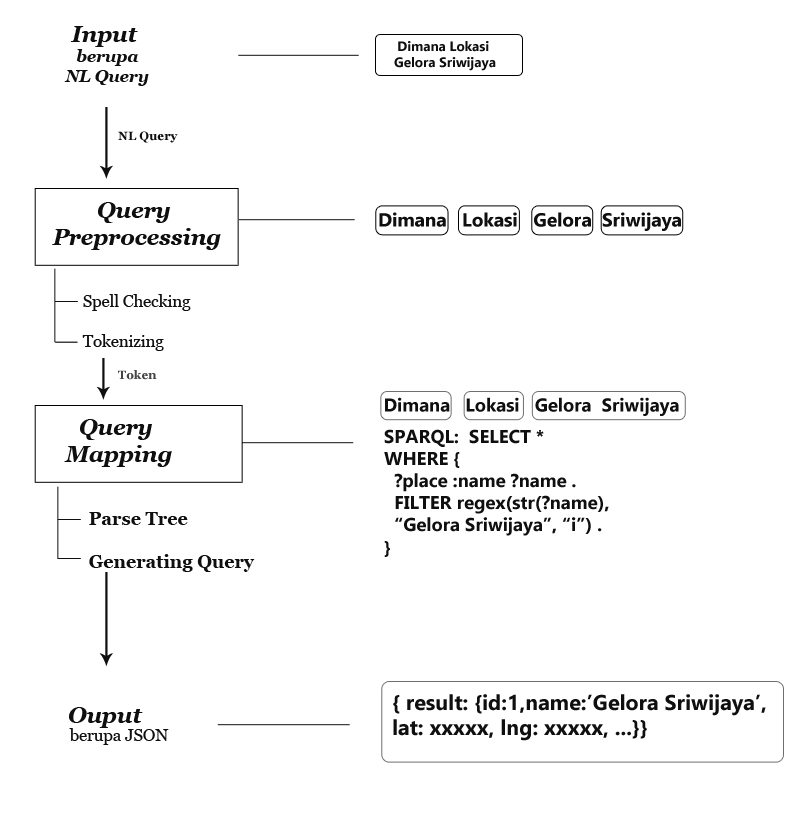 Input
berupa
NL Query
Dimana Lokasi
Gelora Sriwijaya
NL Query
Query
Preprocessing
Dimana Lokasi Gelora Sriwijaya
Spell Checking
Tokenizing
Token
Query
Mapping
Dimana Lokasi Gelora Sriwijaya
SPARQL: SELECT *
WHERE {
?place :name ?name .
FILTER regex(str(?name),
“Gelora Sriwijaya”, “i”) .
}
Parse Tree
Generating Query
Ouput
berupa JSON
{ result: {id:1,name:’Gelora Sriwijaya’,
lat: xxxxx, lng: xxxxx, ...}}